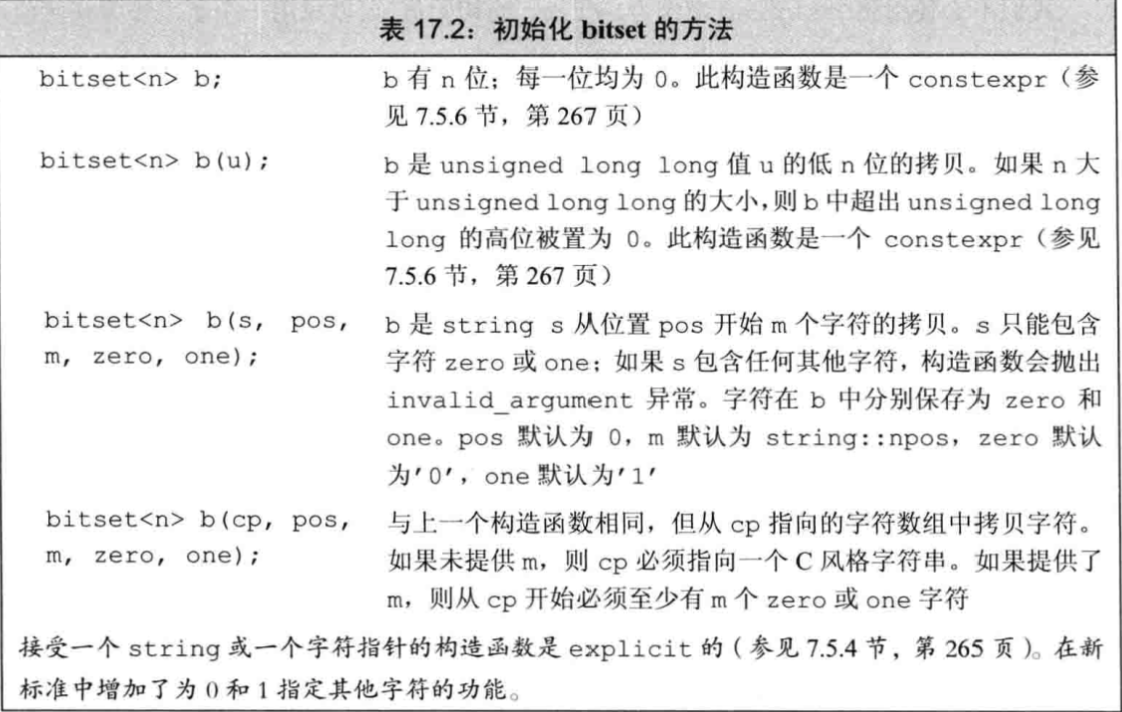 表 17.2：初始化 bitset 的方法
bitset<n> b;
b 有 n 位；每一位均为 0。此构造函数是一个 constexpr（参
见 7.5.6 节，第 267 页）
bitset<n> b(u);
b 是 unsigned long long 值 u 的低 n 位的拷贝。如果 n 大
于 unsigned long long 的大小，则 b 中超出 unsigned long
long 的高位被置为 0。此构造函数是一个 constexpr（参见
7.5.6 节，第 267 页）
bitset<n> b(s, pos,
m, zero, one);
b 是 string s 从位置 pos 开始 m 个字符的拷贝。s 只能包含
字符 zero 或 one；如果 s 包含任何其他字符，构造函数会抛出
invalid_argument 异常。字符在 b 中分别保存为 zero 和
one。pos 默认为 0，m 默认为 string::npos，zero 默认
为'0'，one 默认为'1'
bitset<n> b(cp, pos,
m, zero, one);
与上一个构造函数相同，但从 cp 指向的字符数组中拷贝字符。
如果未提供 m，则 cp 必须指向一个 C 风格字符串。如果提供了
m，则从 cp 开始必须至少有 m 个 zero 或 one 字符
接受一个 string 或一个字符指针的构造函数是 explicit 的（参见 7.5.4 节，第 265 页）。在新
标准中增加了为 0 和 1 指定其他字符的功能。